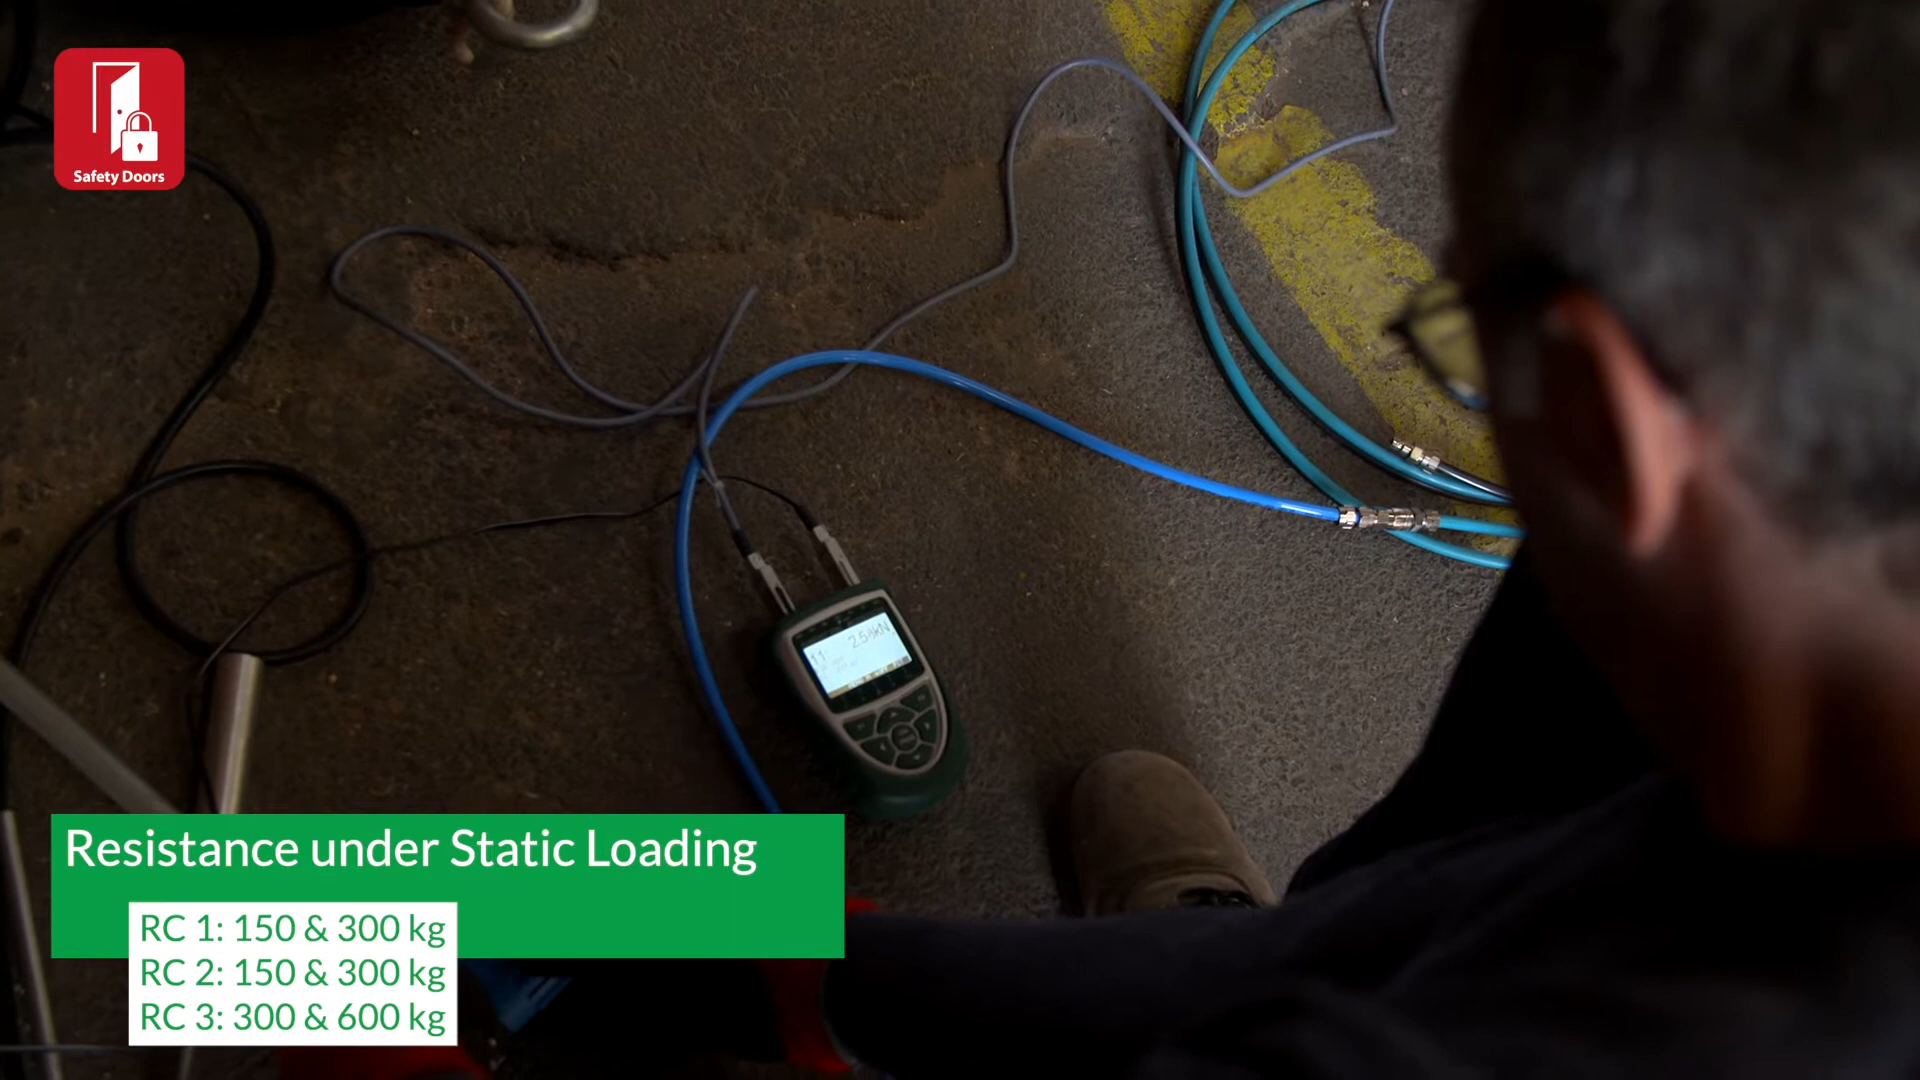 Safety Doors
Resistance under Static Loading
RC 1: 150 & 300 kg
RC 2: 150 & 300 kg
RC 3: 300 & 600 kg